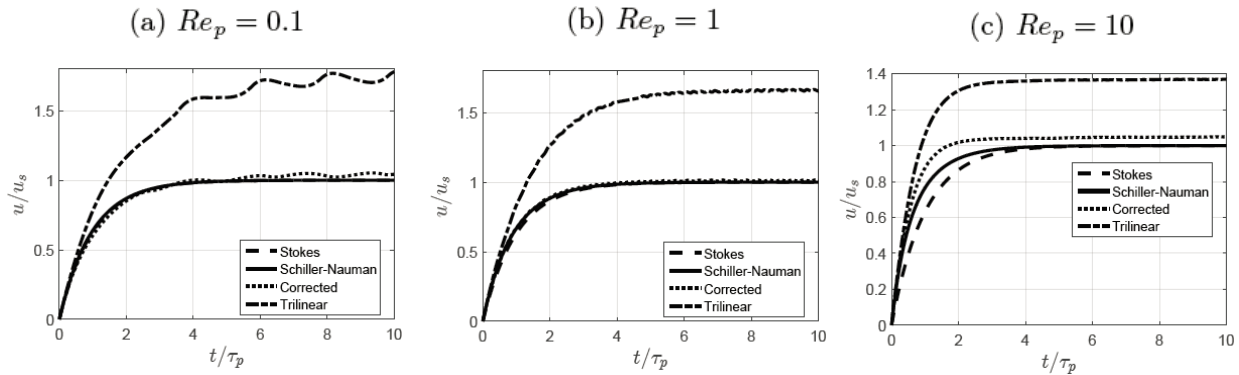 (a) Re_p = 0.1
1.5
1
0.5
0
u/u_s
0 2 4 6 8 10
t/τ_p
Stokes
Schiller-Nauman
Corrected
Trilinear
(b) Re_p = 1
1.5
1
0.5
0
u/u_s
0 2 4 6 8 10
t/τ_p
Stokes
Schiller-Nauman
Corrected
Trilinear
(c) Re_p = 10
1.4
1.2
1
0.8
0.6
0.4
0.2
0
u/u_s
0 2 4 6 8 10
t/τ_p
Stokes
Schiller-Nauman
Corrected
Trilinear